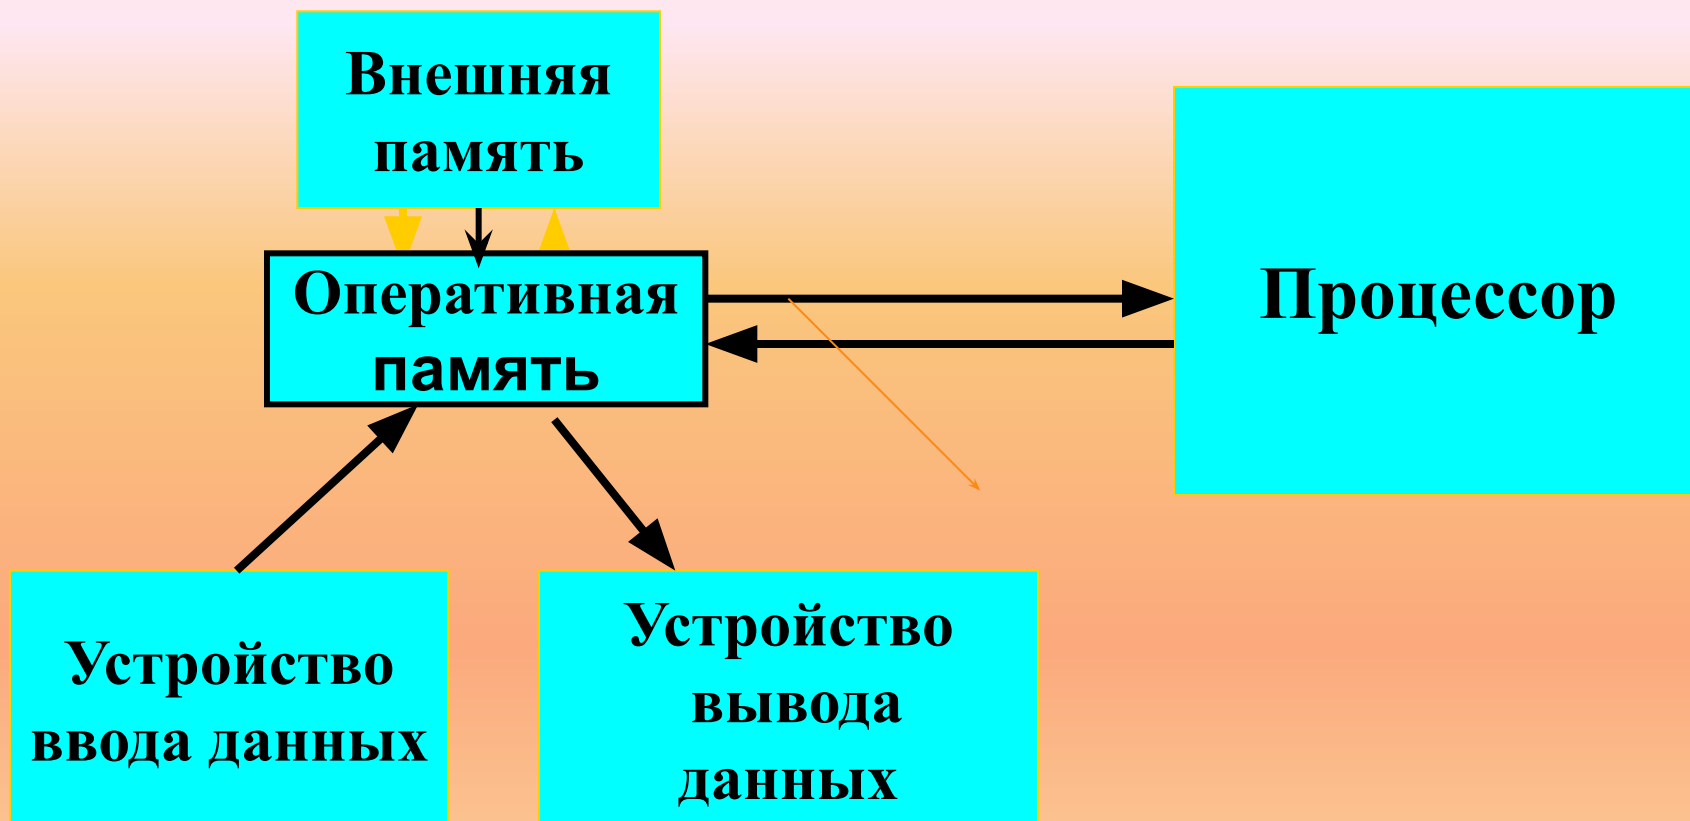 Внешняя
память
Оперативная
память
Процессор
Устройство
ввода данных
Устройство
вывода
данных